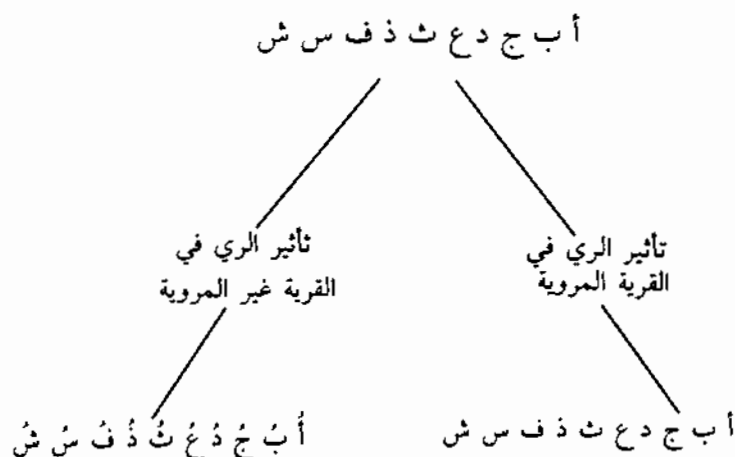 أ ب ج د ع ث ذ ف س ش
تأثير الري في
القرية المروية
تأثير الري في
القرية غير المروية
أ ب ج د ع ث ذ ف س ش
أُ بُ جُ دُ عُ ثُ ذُ فُ سُ شُ